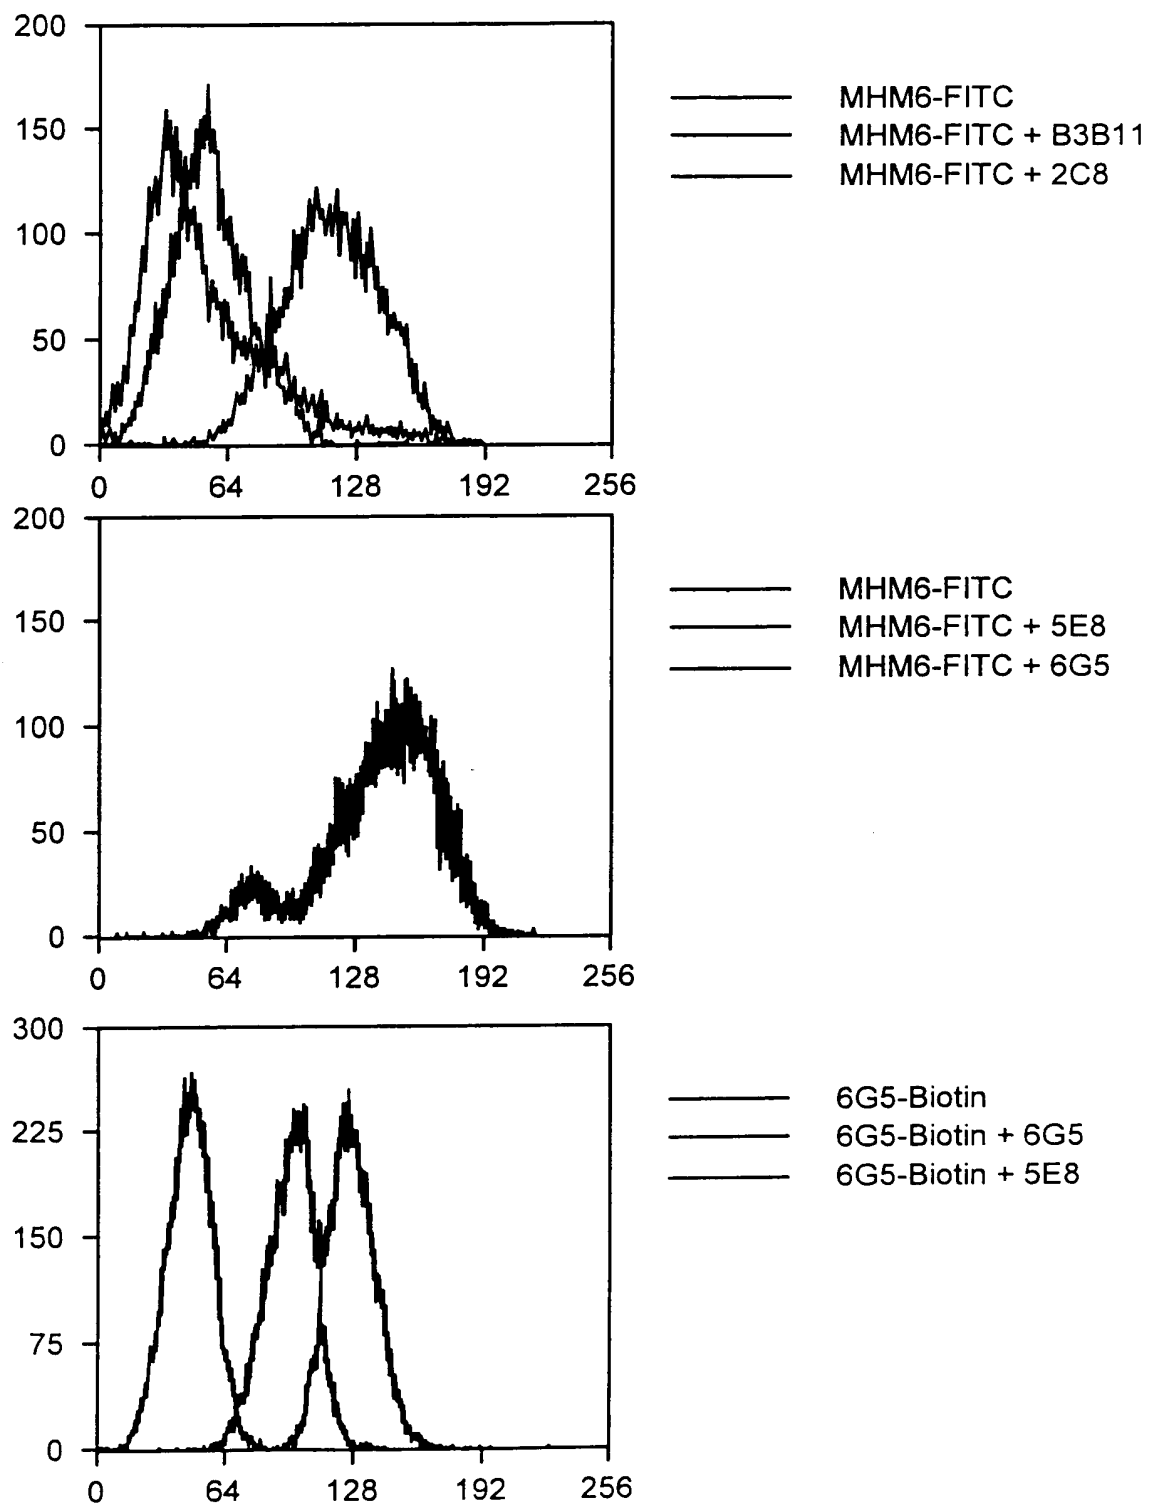 200
150
100
50
0
0 64 128 192 256
MHM6-FITC
MHM6-FITC + B3B11
MHM6-FITC + 2C8
200
150
100
50
0
0 64 128 192 256
MHM6-FITC
MHM6-FITC + 5E8
MHM6-FITC + 6G5
300
225
150
75
0
0 64 128 192 256
6G5-Biotin
6G5-Biotin + 6G5
6G5-Biotin + 5E8